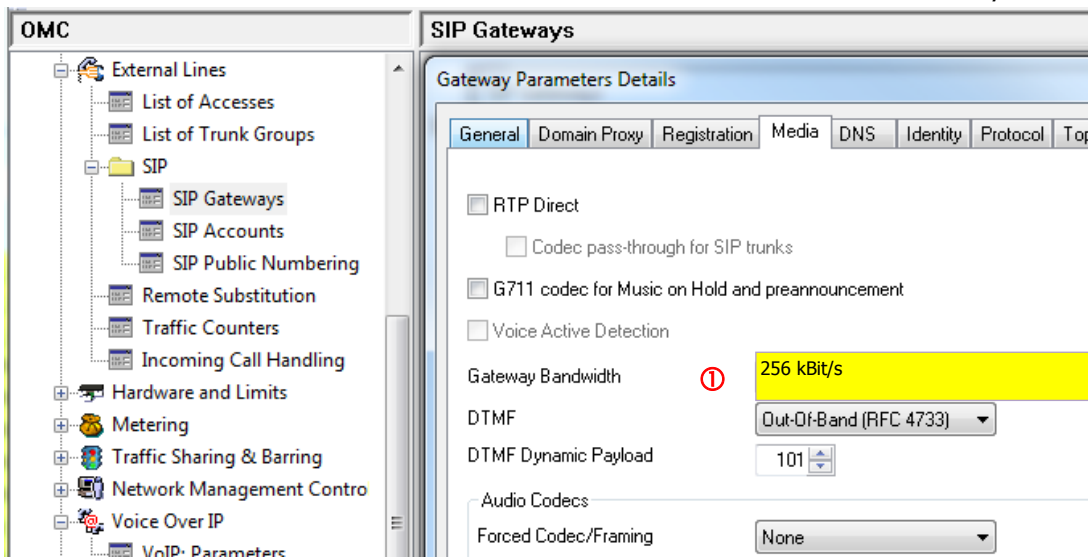 OMC
External Lines
List of Accesses
List of Trunk Groups
SIP
SIP Gateways
SIP Accounts
SIP Public Numbering
Remote Substitution
Traffic Counters
Incoming Call Handling
Hardware and Limits
Metering
Traffic Sharing & Barring
Network Management Contro
Voice Over IP
VoIP: Parameters
SIP Gateways
Gateway Parameters Details
General Domain Proxy Registration Media DNS Identity Protocol Top
RTP Direct
Codec pass-through for SIP trunks
G711 codec for Music on Hold and preannouncement
Voice Active Detection
Gateway Bandwidth ① 256 kBit/s
DTMF Out-Of-Band (RFC 4733)
DTMF Dynamic Payload 101
Audio Codecs
Forced Codec/Framing None